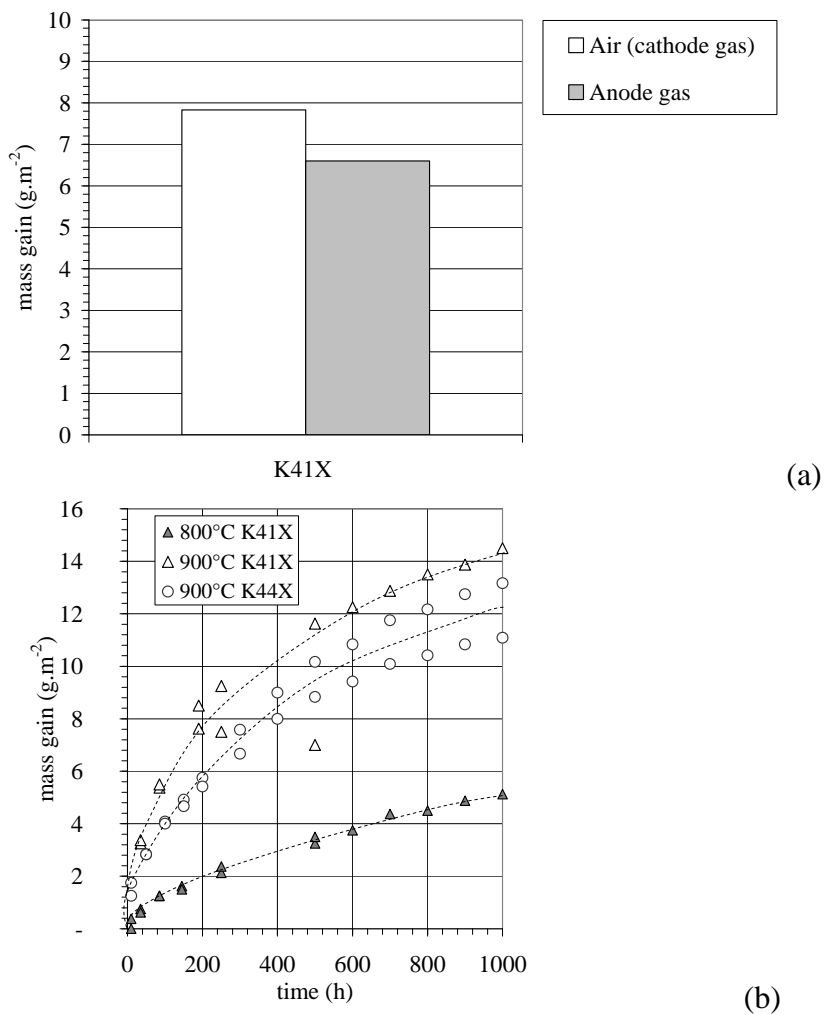 10
9
8
7
6
5
4
3
2
1
0
mass gain (g.m⁻²)
K41X
Air (cathode gas)
Anode gas
(a)
16
14
12
10
8
6
4
2
-
mass gain (g.m⁻²)
800°C K41X
900°C K41X
900°C K44X
0 200 400 600 800 1000
time (h)
(b)